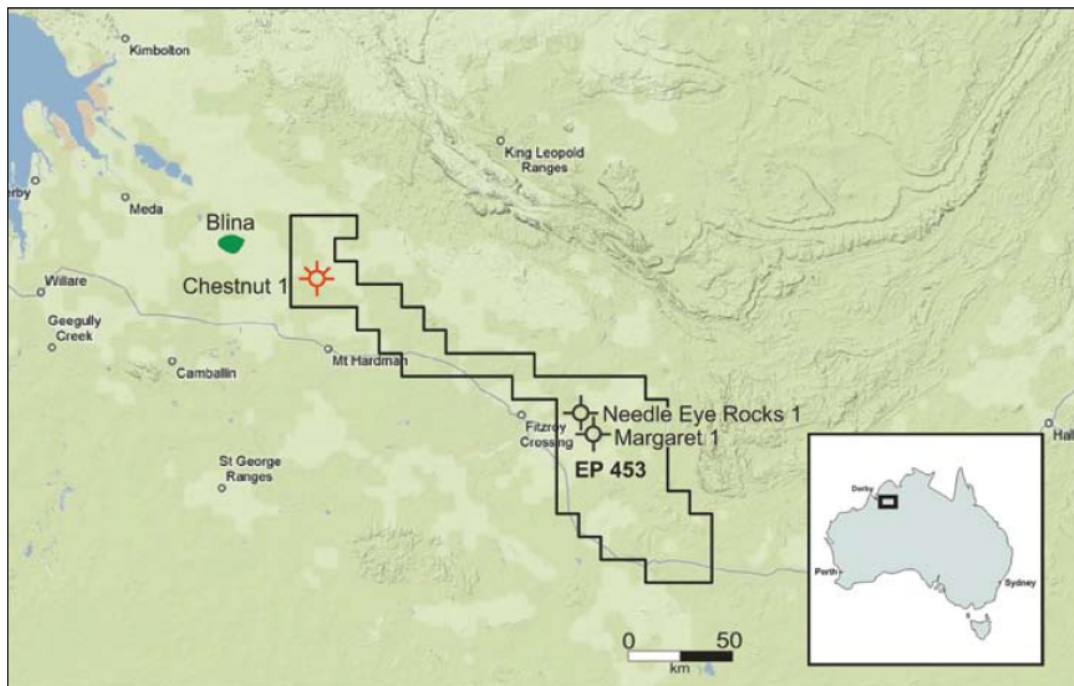 Kimbolton
King Leopold
Ranges
erby
Meda
Blina
Chestnut 1
Willare
Geegully
Creek
Mt Hardman
Camballin
Needle Eye Rocks 1
Fitzroy
Crossing
Margaret 1
Hal
EP 453
St George
Ranges
Derby
Perth
Sydney
0 50
km